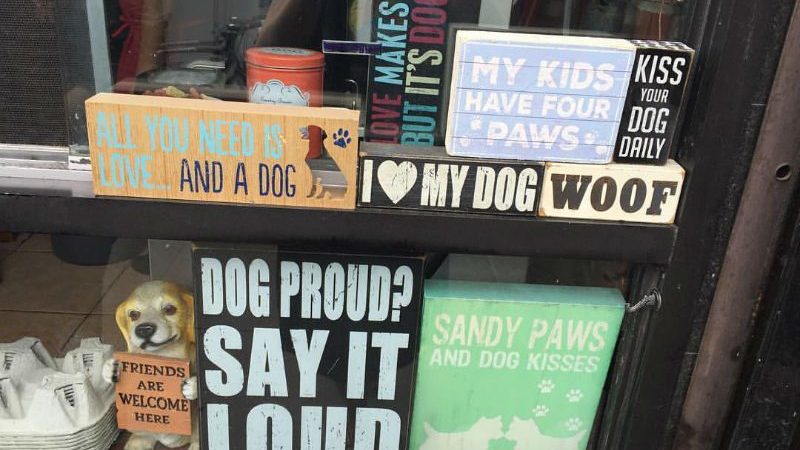 LOVE MAKES
BUT IT'S DOG
MY KIDS
HAVE FOUR
PAWS
KISS
YOUR
DOG
DAILY
ALL YOU NEED IS
LOVE... AND A DOG
I MY DOG
WOOF
DOG PROUD?
SAY IT
LOUD
SANDY PAWS
AND DOG KISSES
FRIENDS
ARE
WELCOME
HERE